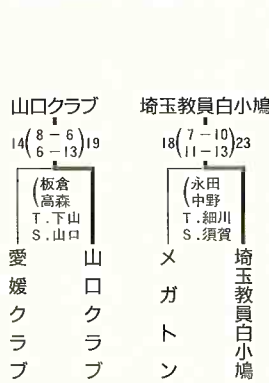 山口クラブ
14(8－6 6－13)19
(板倉
高森
T.下山
S.山口
愛媛クラブ
山口クラブ
埼玉教員白小鳩
18(7－10 11－13)23
(永田
中野
T.細川
S.須賀
メガトン
埼玉教員白小鳩